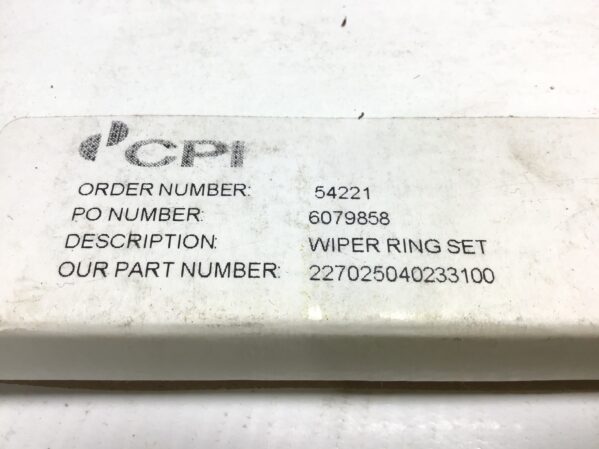 CPI
ORDER NUMBER: 54221
PO NUMBER: 6079858
DESCRIPTION: WIPER RING SET
OUR PART NUMBER: 227025040233100